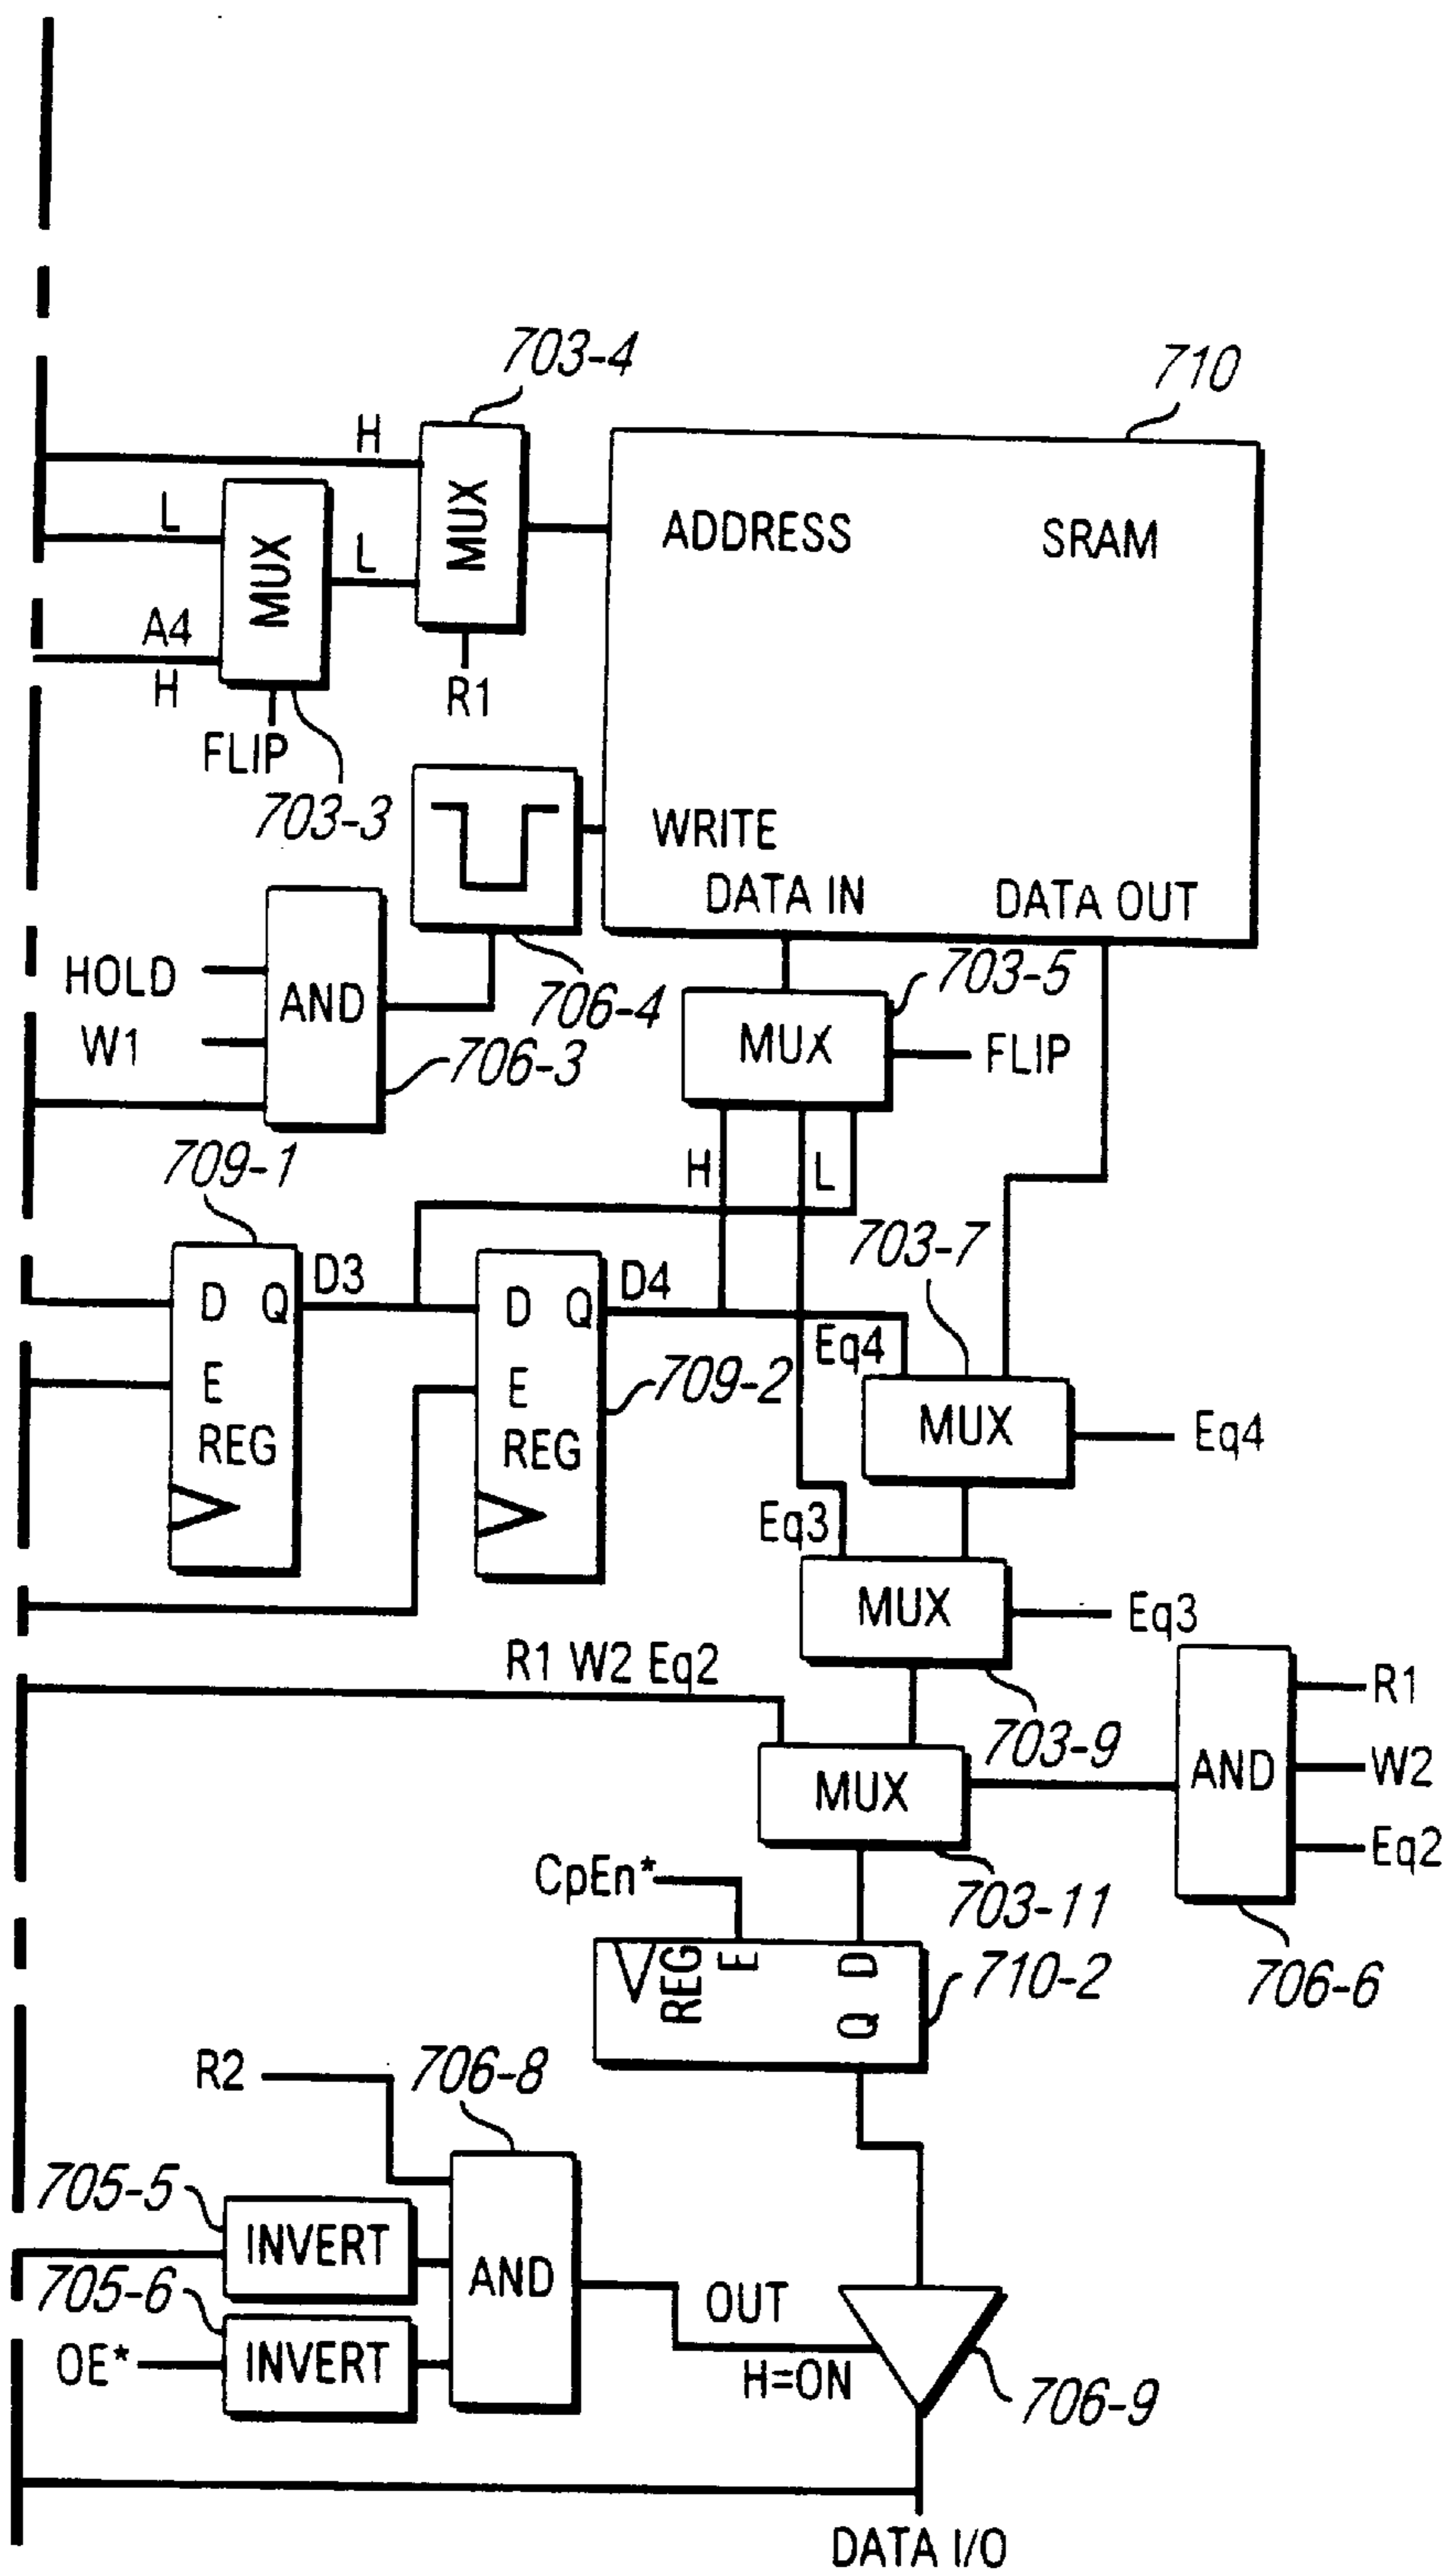 703-4
710
H
MUX
L
MUX
L
ADDRESS
SRAM
A4
H
R1
FLIP
703-3
WRITE
DATA IN
DATA OUT
706-4
703-5
HOLD
W1
AND
706-3
MUX
FLIP
709-1
H
L
703-7
D Q
D3
E
REG
D Q
D4
E
REG
709-2
Eq4
MUX
Eq4
Eq3
MUX
Eq3
703-9
R1 W2 Eq2
MUX
703-11
AND
R1
W2
Eq2
706-6
CpEn*
REG
E
D
Q
710-2
R2
706-8
705-5
INVERT
AND
705-6
OE*
INVERT
OUT
H=ON
706-9
DATA I/O